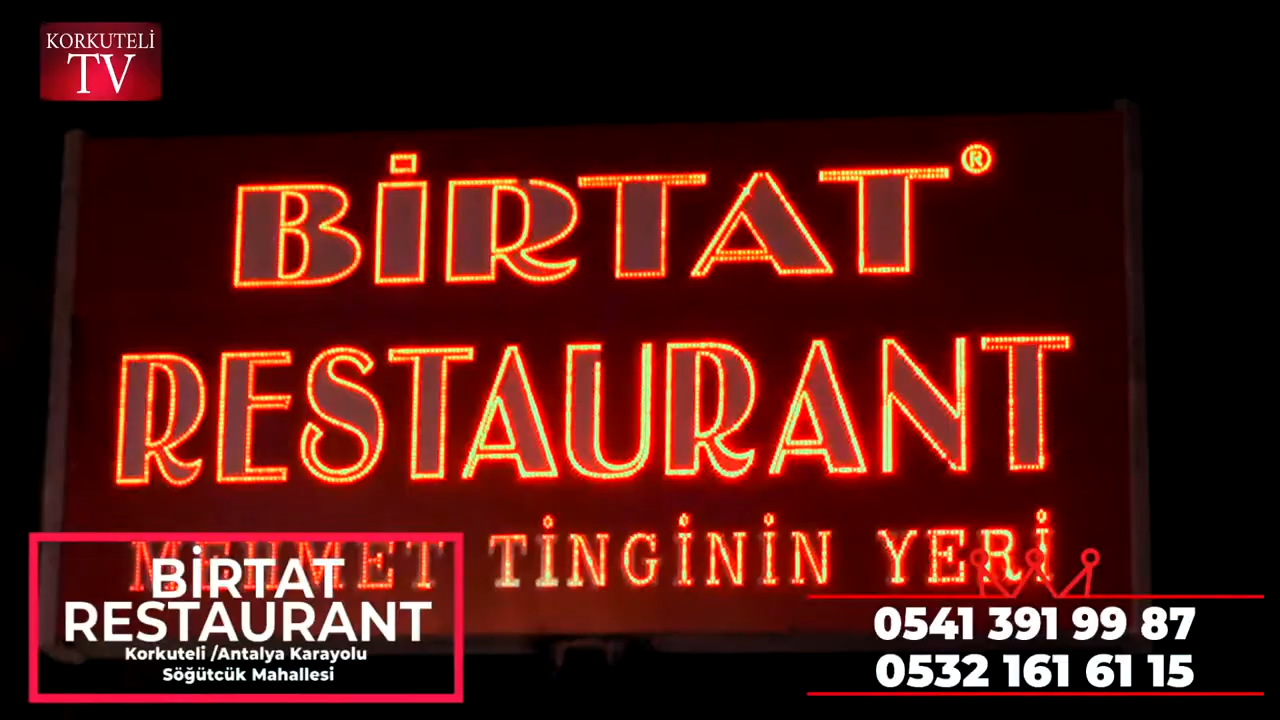 KORKUTELİ
TV
BİRTAT®
RESTAURANT
MEHMET TİNGİNİN YERİ
BİRTAT
RESTAURANT
Korkuteli /Antalya Karayolu
Söğütcük Mahallesi
0541 391 99 87
0532 161 61 15